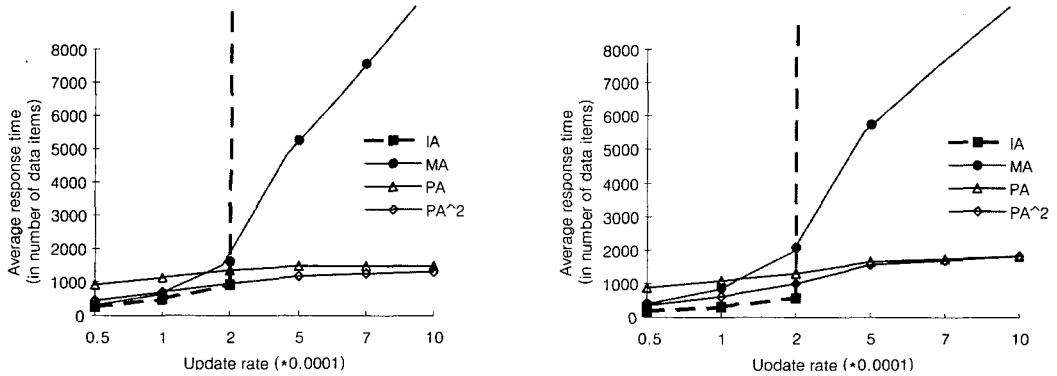 Average response time
(in number of data items)
8000
7000
6000
5000
4000
3000
2000
1000
0
0.5 1 2 5 7 10
Update rate (*0.0001)
IA
MA
PA
PA^2
Average response time
(in number of data items)
8000
7000
6000
5000
4000
3000
2000
1000
0
0.5 1 2 5 7 10
Update rate (*0.0001)
IA
MA
PA
PA^2